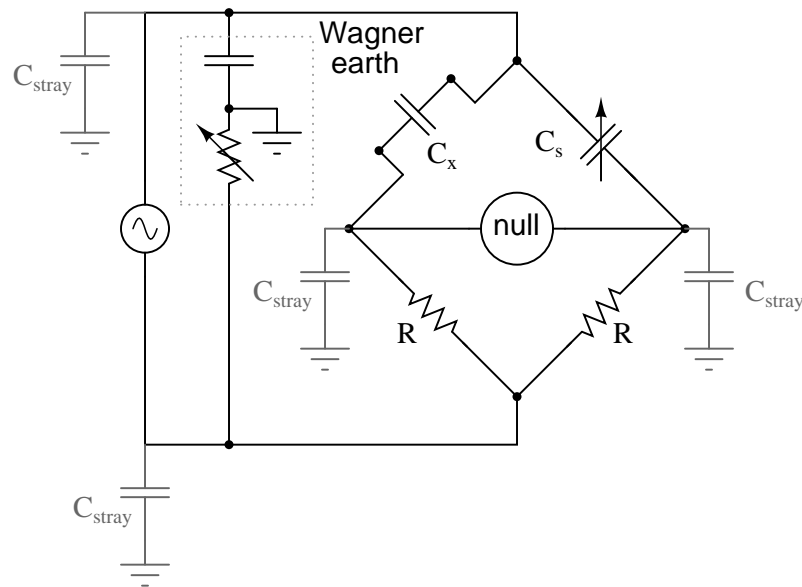 Wagner
earth
C_stray
C_x
C_s
null
C_stray
C_stray
R
R
C_stray